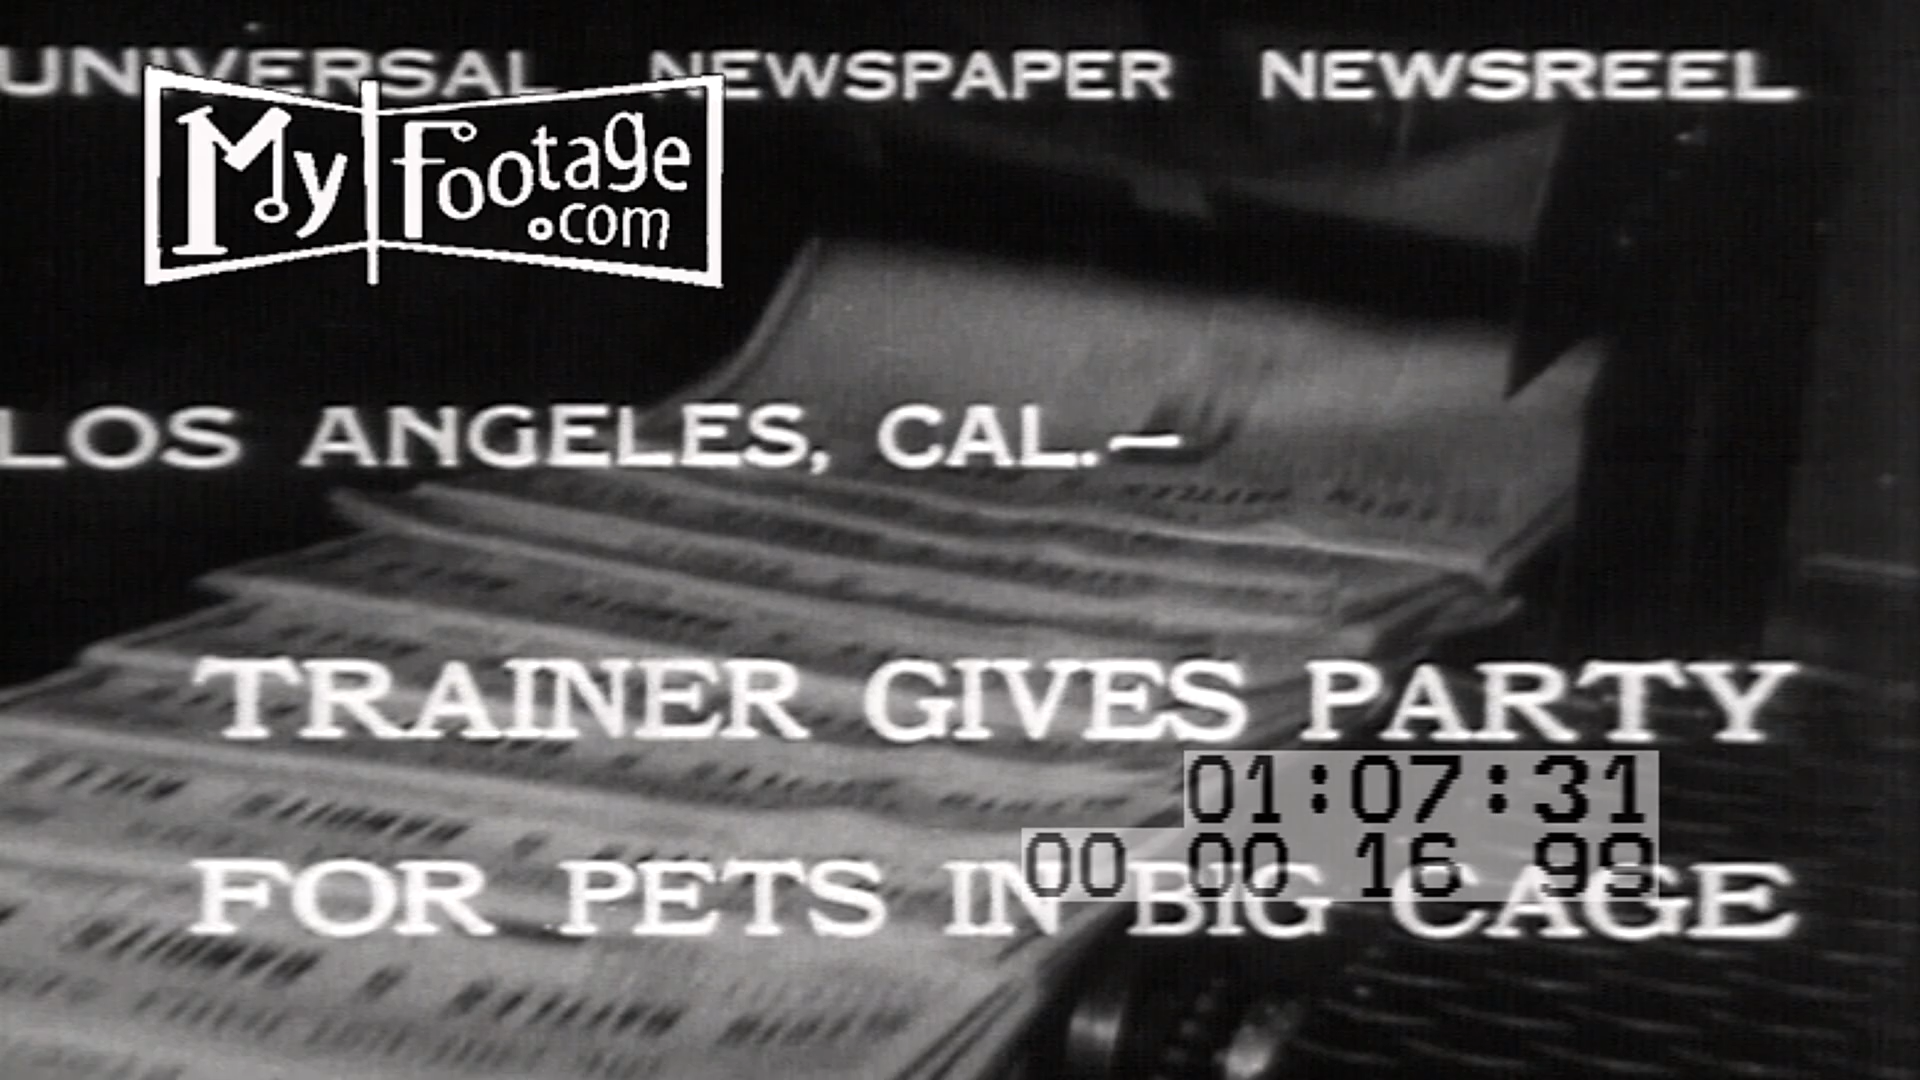 UNIVERSAL NEWSPAPER NEWSREEL
My Footage
.com
LOS ANGELES, CAL.—
TRAINER GIVES PARTY
01:07:31
00 00 16 99
FOR PETS IN BIG CAGE